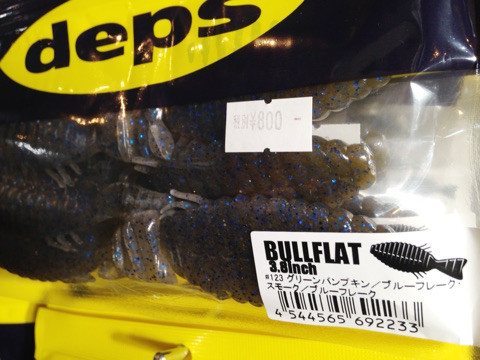 deps
税別¥800
BULLFLAT
3.8inch
#123 グリーンパンプキン／ブルーフレーク・
スモーク／ブルーフレーク
4 544565 692233